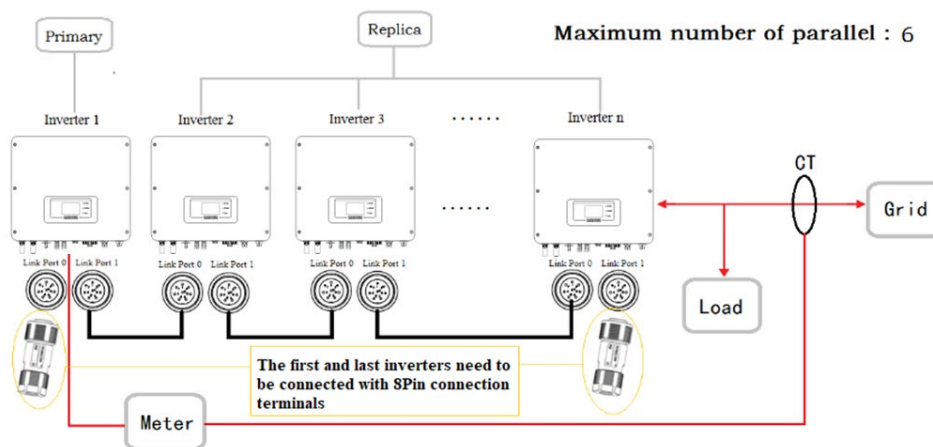 Primary
Replica
Maximum number of parallel : 6
Inverter 1
Inverter 2
Inverter 3
......
Inverter n
......
CT
Grid
Link Port 0
Link Port 1
Link Port 0
Link Port 1
Link Port 0
Link Port 1
Link Port 0
Link Port 1
Load
The first and last inverters need to
be connected with 8Pin connection
terminals
Meter